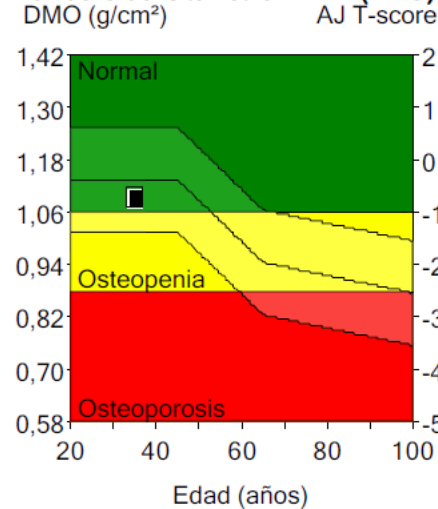 DMO (g/cm²) AJ T-score
1,42 2
Normal
1,30 1
1,18 0
1,06 -1
0,94 -2
Osteopenia
0,82 -3
0,70 -4
Osteoporosis
0,58 -5
20 40 60 80 100
Edad (años)